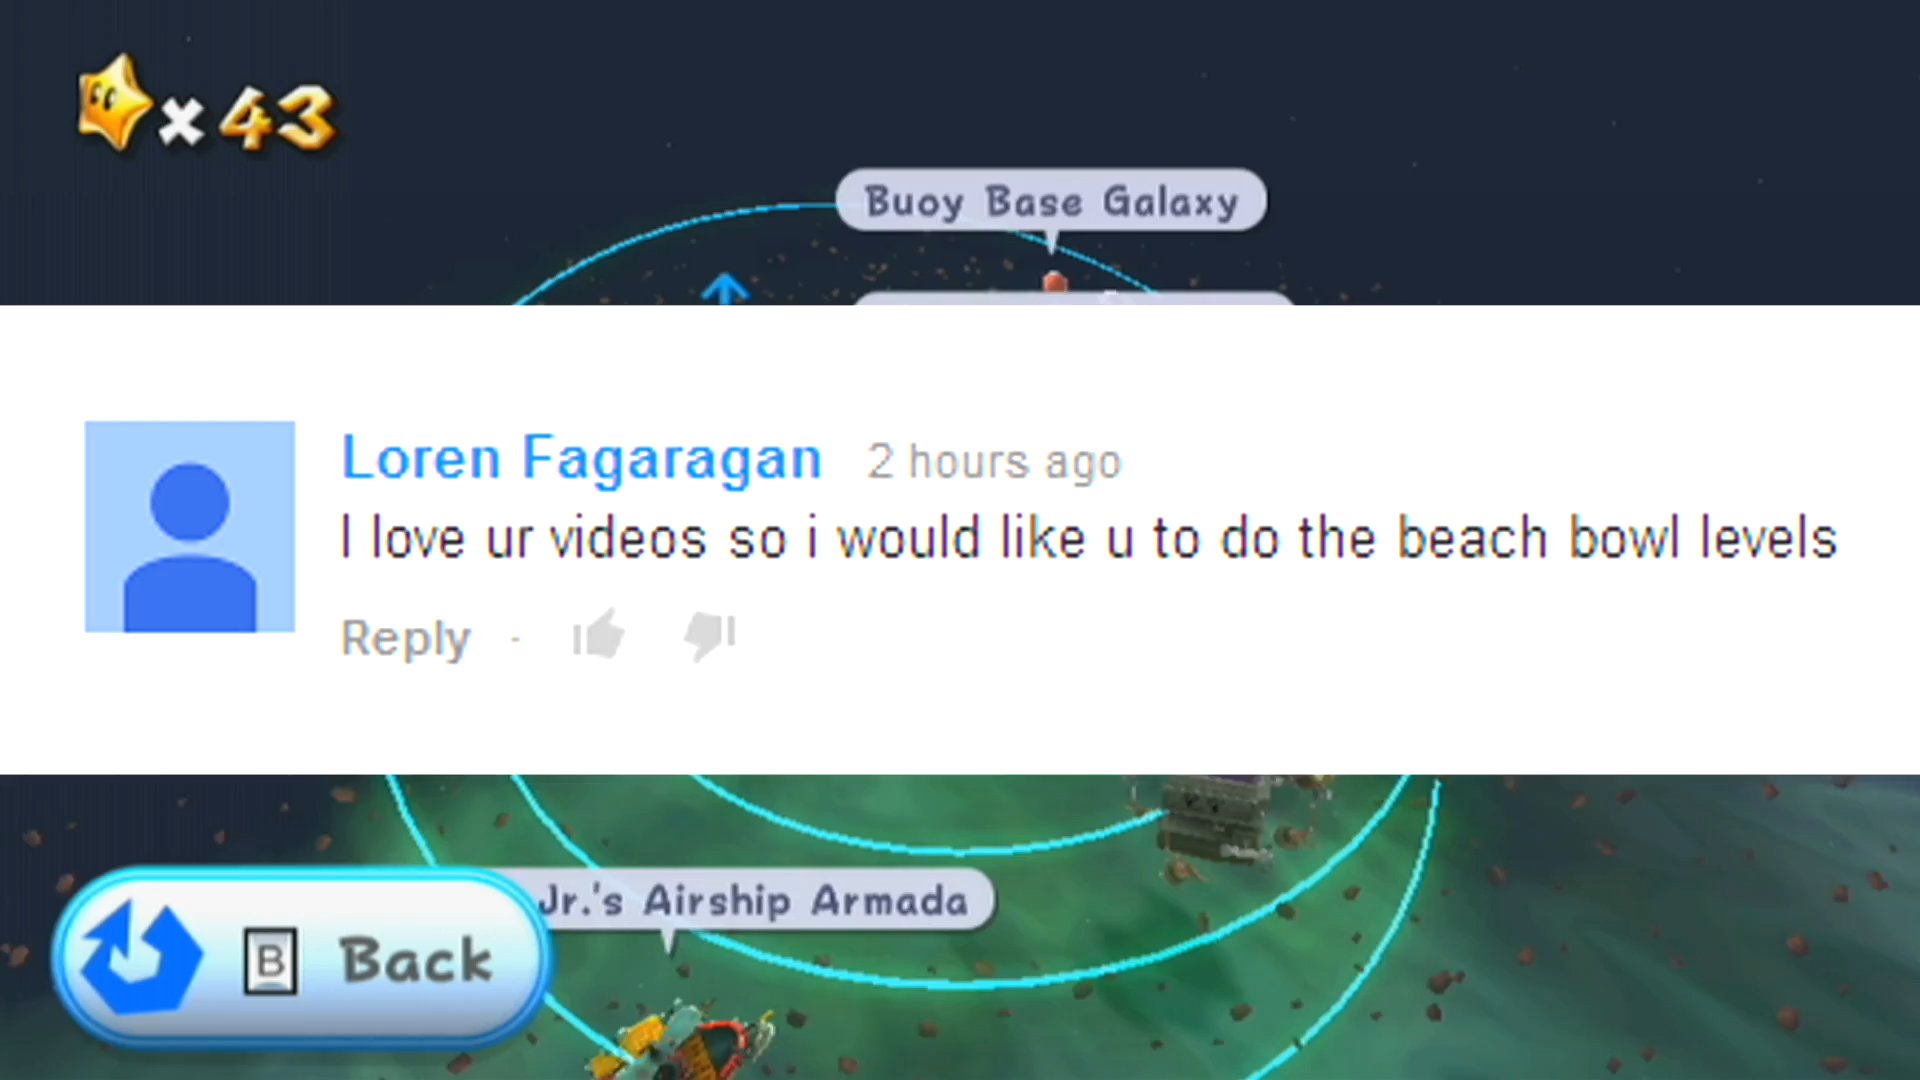 ×43
Buoy Base Galaxy
Loren Fagaragan 2 hours ago
I love ur videos so i would like u to do the beach bowl levels
Reply ·
Jr.'s Airship Armada
B Back